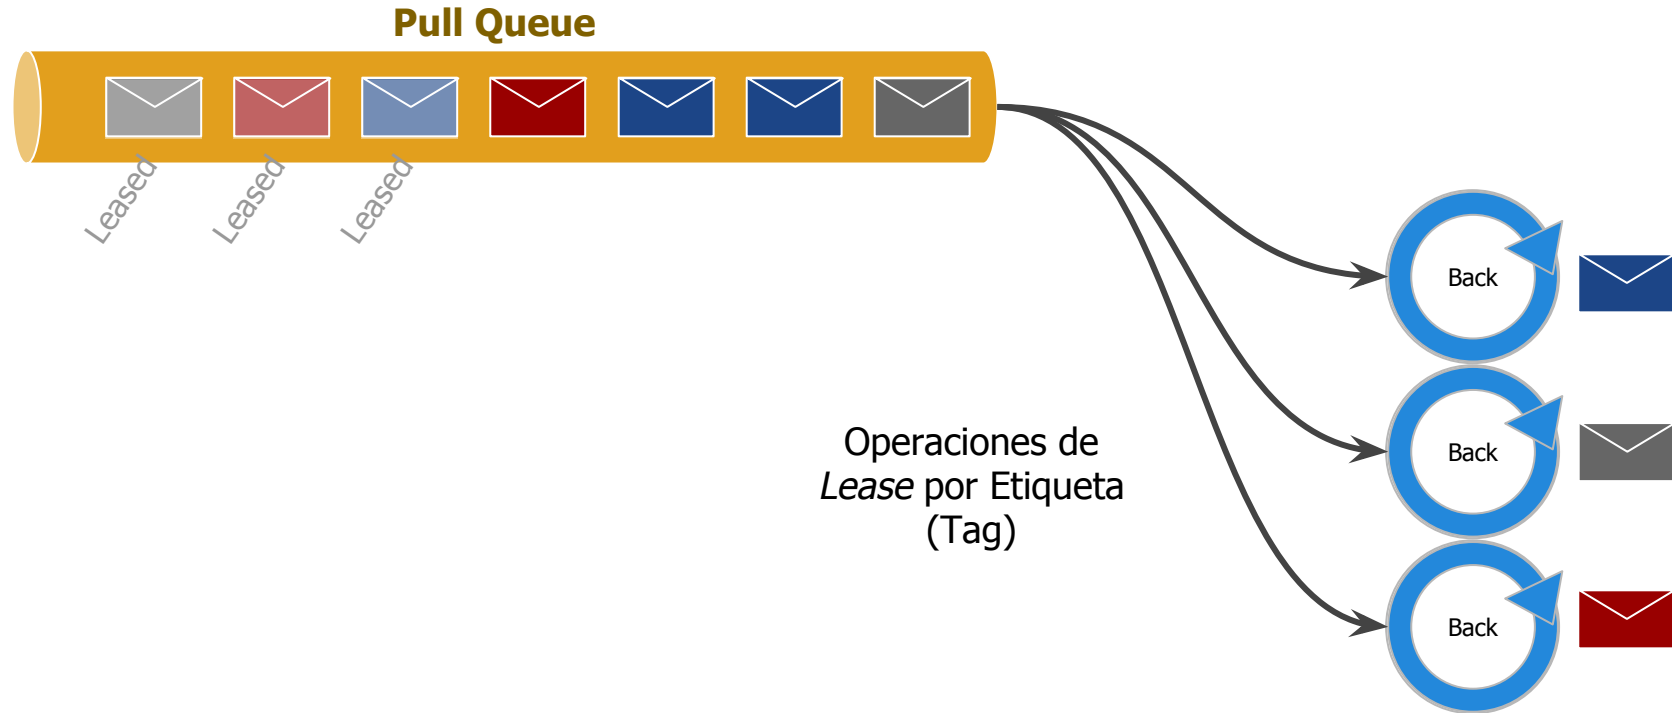 Pull Queue
Leased
Leased
Leased
Back
Back
Back
Operaciones de
Lease por Etiqueta
(Tag)